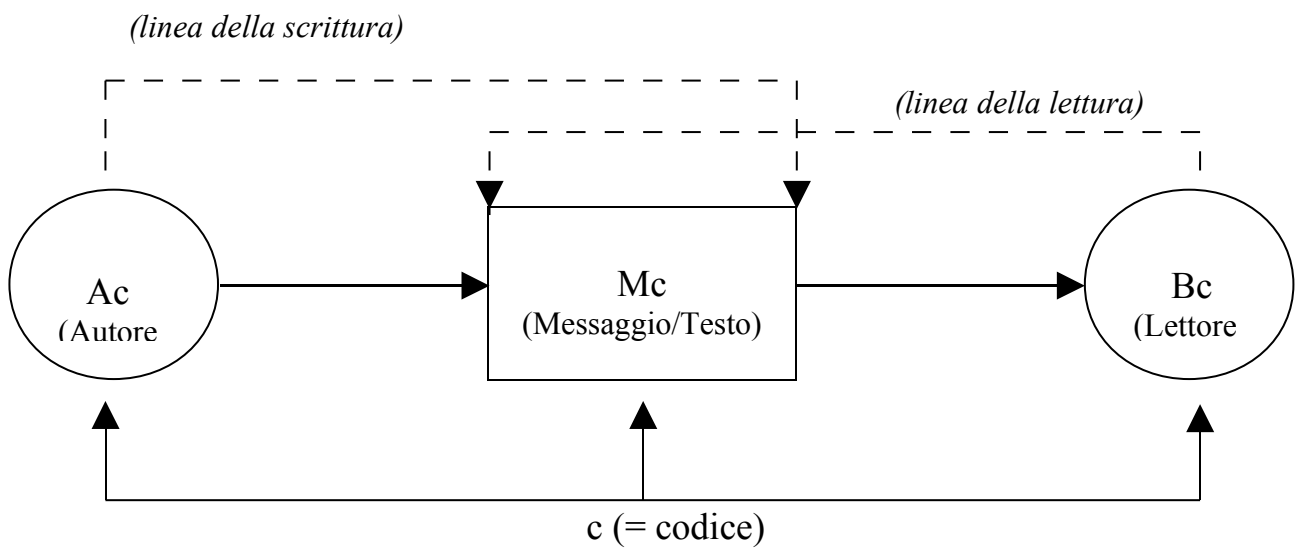 (linea della scrittura)
(linea della lettura)
Ac
(Autore
Mc
(Messaggio/Testo)
Bc
(Lettore
c (= codice)